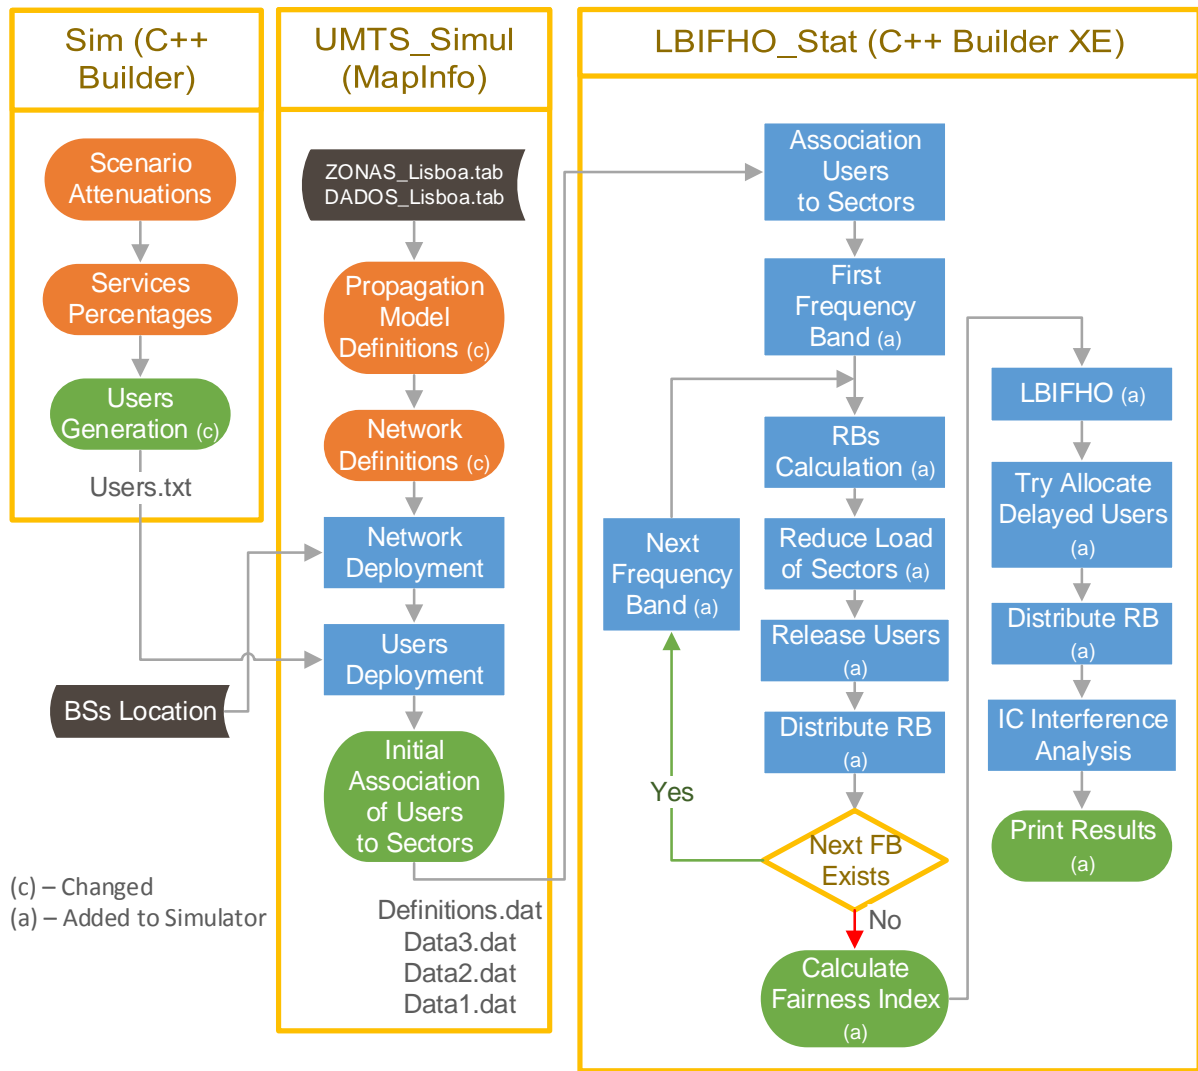 Sim (C++
Builder)
Scenario
Attenuations
Services
Percentages
Users
Generation (c)
Users.txt
BSs Location
(c) – Changed
(a) – Added to Simulator
UMTS_Simul
(MapInfo)
ZONAS_Lisboa.tab
DADOS_Lisboa.tab
Propagation
Model
Definitions (c)
Network
Definitions (c)
Network
Deployment
Users
Deployment
Initial
Association
of Users
to Sectors
Definitions.dat
Data3.dat
Data2.dat
Data1.dat
LBIFHO_Stat (C++ Builder XE)
Association
Users
to Sectors
First
Frequency
Band (a)
RBs
Calculation (a)
Reduce Load
of Sectors (a)
Release Users
(a)
Distribute RB
(a)
Next FB
Exists
Yes
Next
Frequency
Band (a)
No
Calculate
Fairness Index
(a)
LBIFHO (a)
Try Allocate
Delayed Users
(a)
Distribute RB
(a)
IC Interference
Analysis
Print Results
(a)